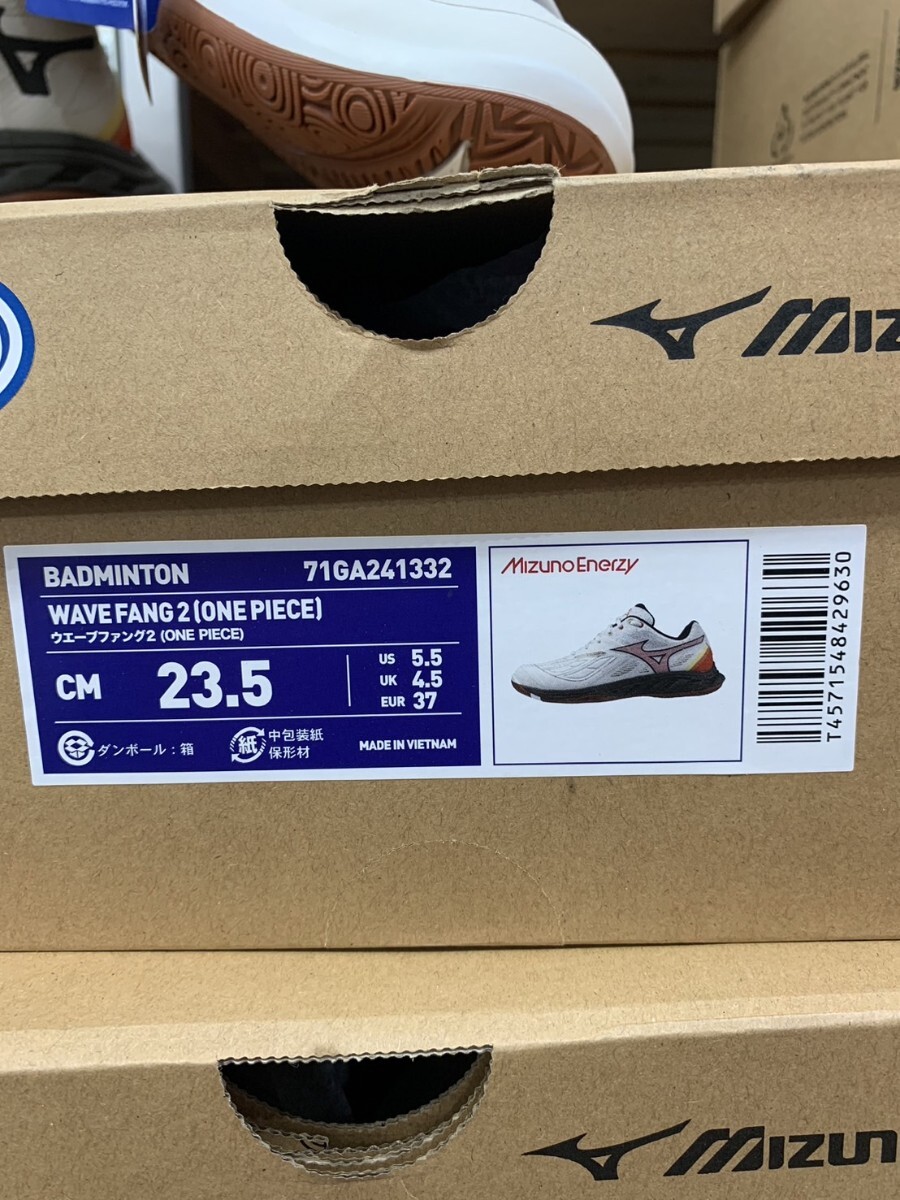 MIZ
BADMINTON 71GA241332
WAVE FANG 2 (ONE PIECE)
ウエーブファング2 (ONE PIECE)
CM 23.5
US 5.5
UK 4.5
EUR 37
ダンボール：箱
紙 中包装紙
保形材
MADE IN VIETNAM
MIZUNO ENERZY
T4571548429630
MIZUN